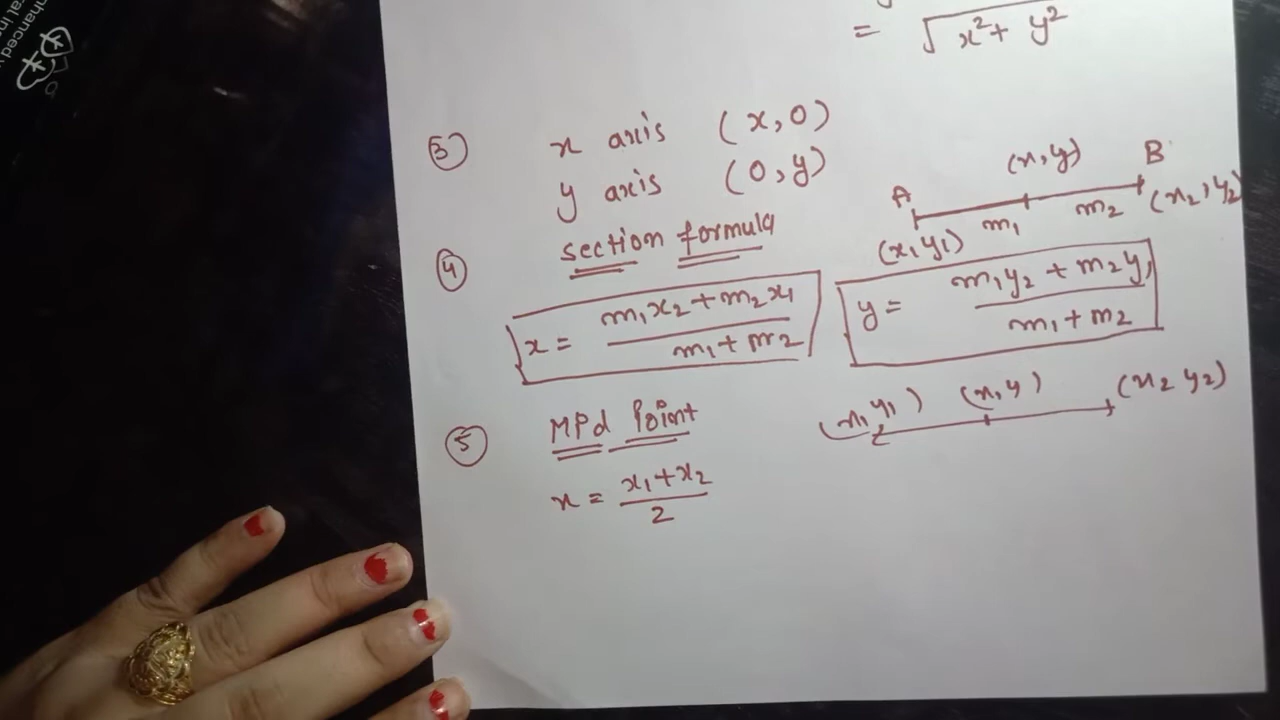 = √x²+ y²
③ x axis (x, 0)
y axis (0, y)
④ section formula
A (x, y) B
(x₁ y₁) m₁ m₂ (x₂, y₂)
x = m₁x₂ + m₂x₁ / m₁ + m₂
y = m₁y₂ + m₂y₁ / m₁ + m₂
⑤ MPd Point
(x₁ y₁) (x, y) (x₂ y₂)
x = x₁+x₂ / 2